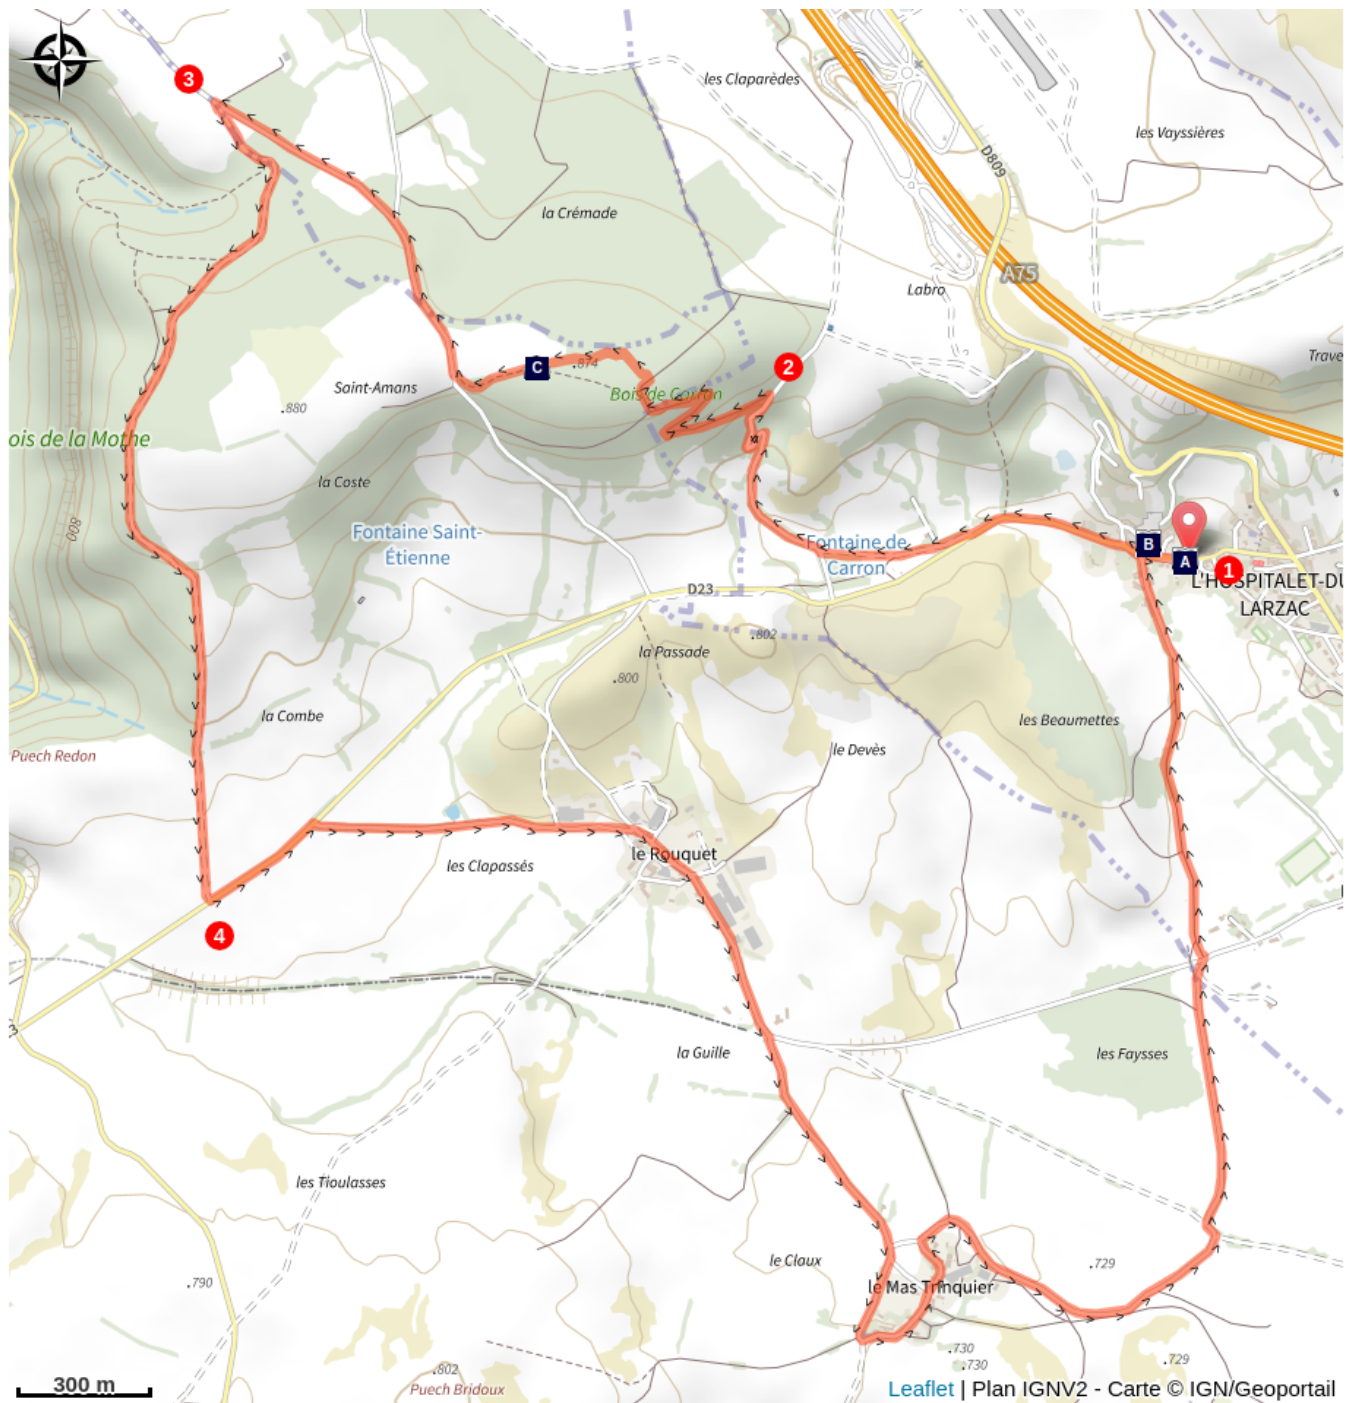 3
les Claparèdes
les Vayssières
D809
la Crémade
A75
Labro
Trave
2
C
.874
Saint-Amans
Bois de Carron
.880
ois de la Mothe
la Coste
800
Fontaine Saint-
Étienne
Fontaine de
Carron
B
A
1
L'HOSPITALET-DU
LARZAC
D23
.802
la Passade
.800
la Combe
les Beaumettes
le Devès
Puech Redon
le Rouquet
les Clapassés
4
3
la Guille
les Faysses
les Tioulasses
le Claux
.729
.790
le Mas Trinquier
.730
.730
.729
.802
Puech Bridoux
300 m
Leaflet | Plan IGNV2 - Carte © IGN/Geoportail